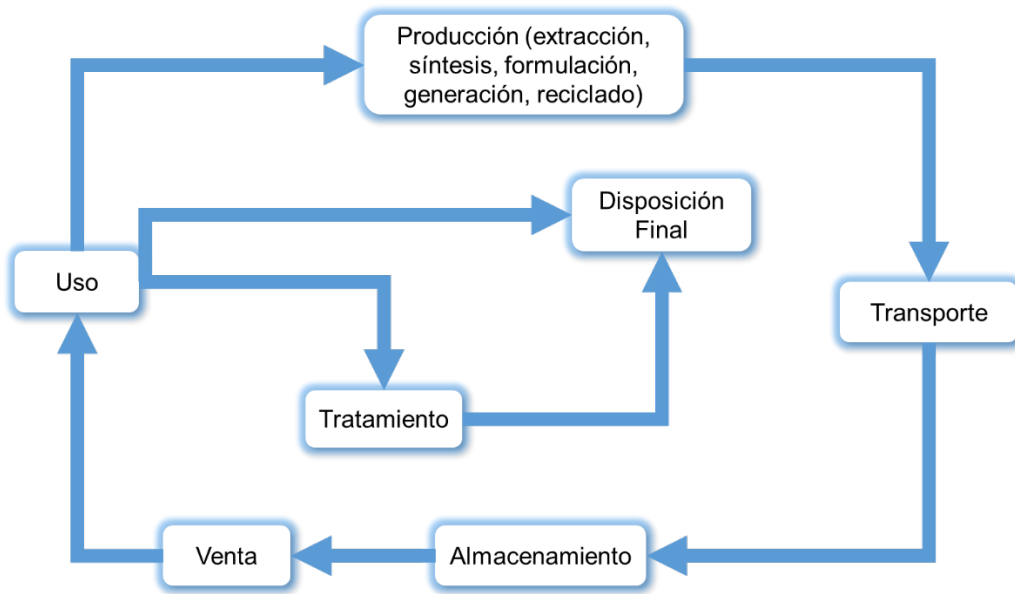 Producción (extracción,
síntesis, formulación,
generación, reciclado)
Disposición
Final
Uso
Transporte
Tratamiento
Venta
Almacenamiento